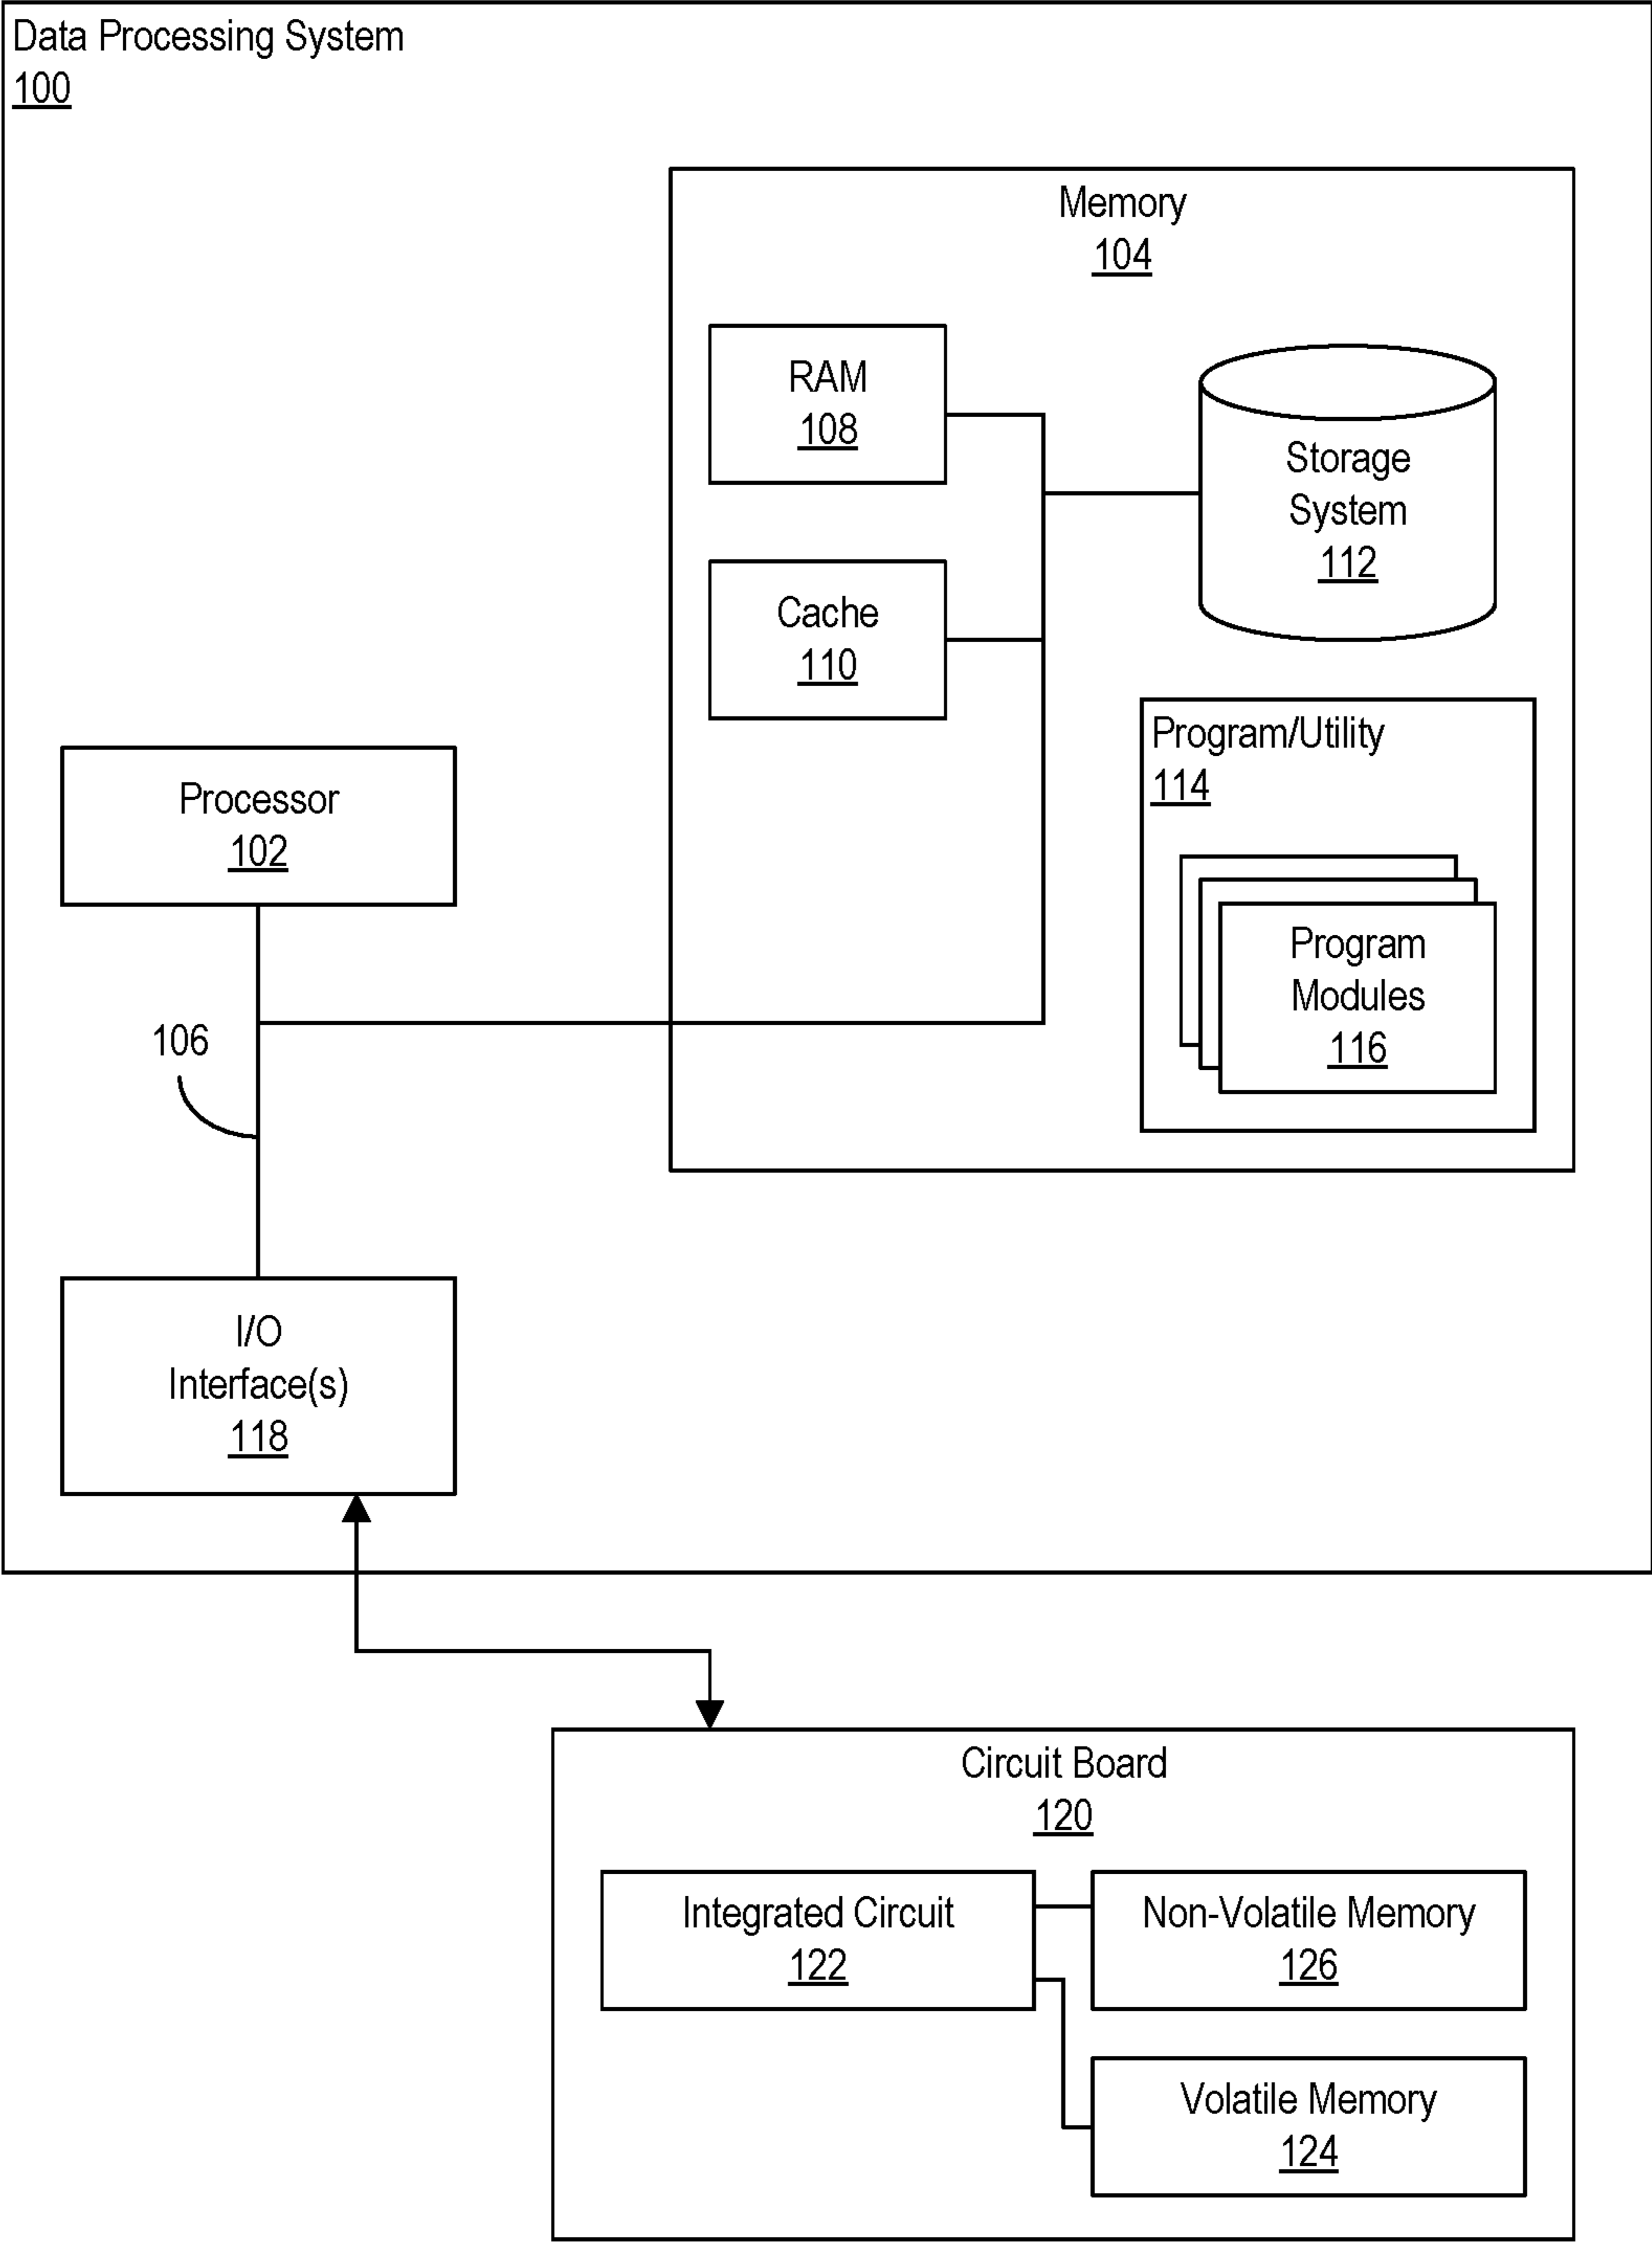 Data Processing System
100
Memory
104
RAM
108
Storage
System
112
Cache
110
Program/Utility
114
Program
Modules
116
Processor
102
106
I/O
Interface(s)
118
Circuit Board
120
Integrated Circuit
122
Non-Volatile Memory
126
Volatile Memory
124